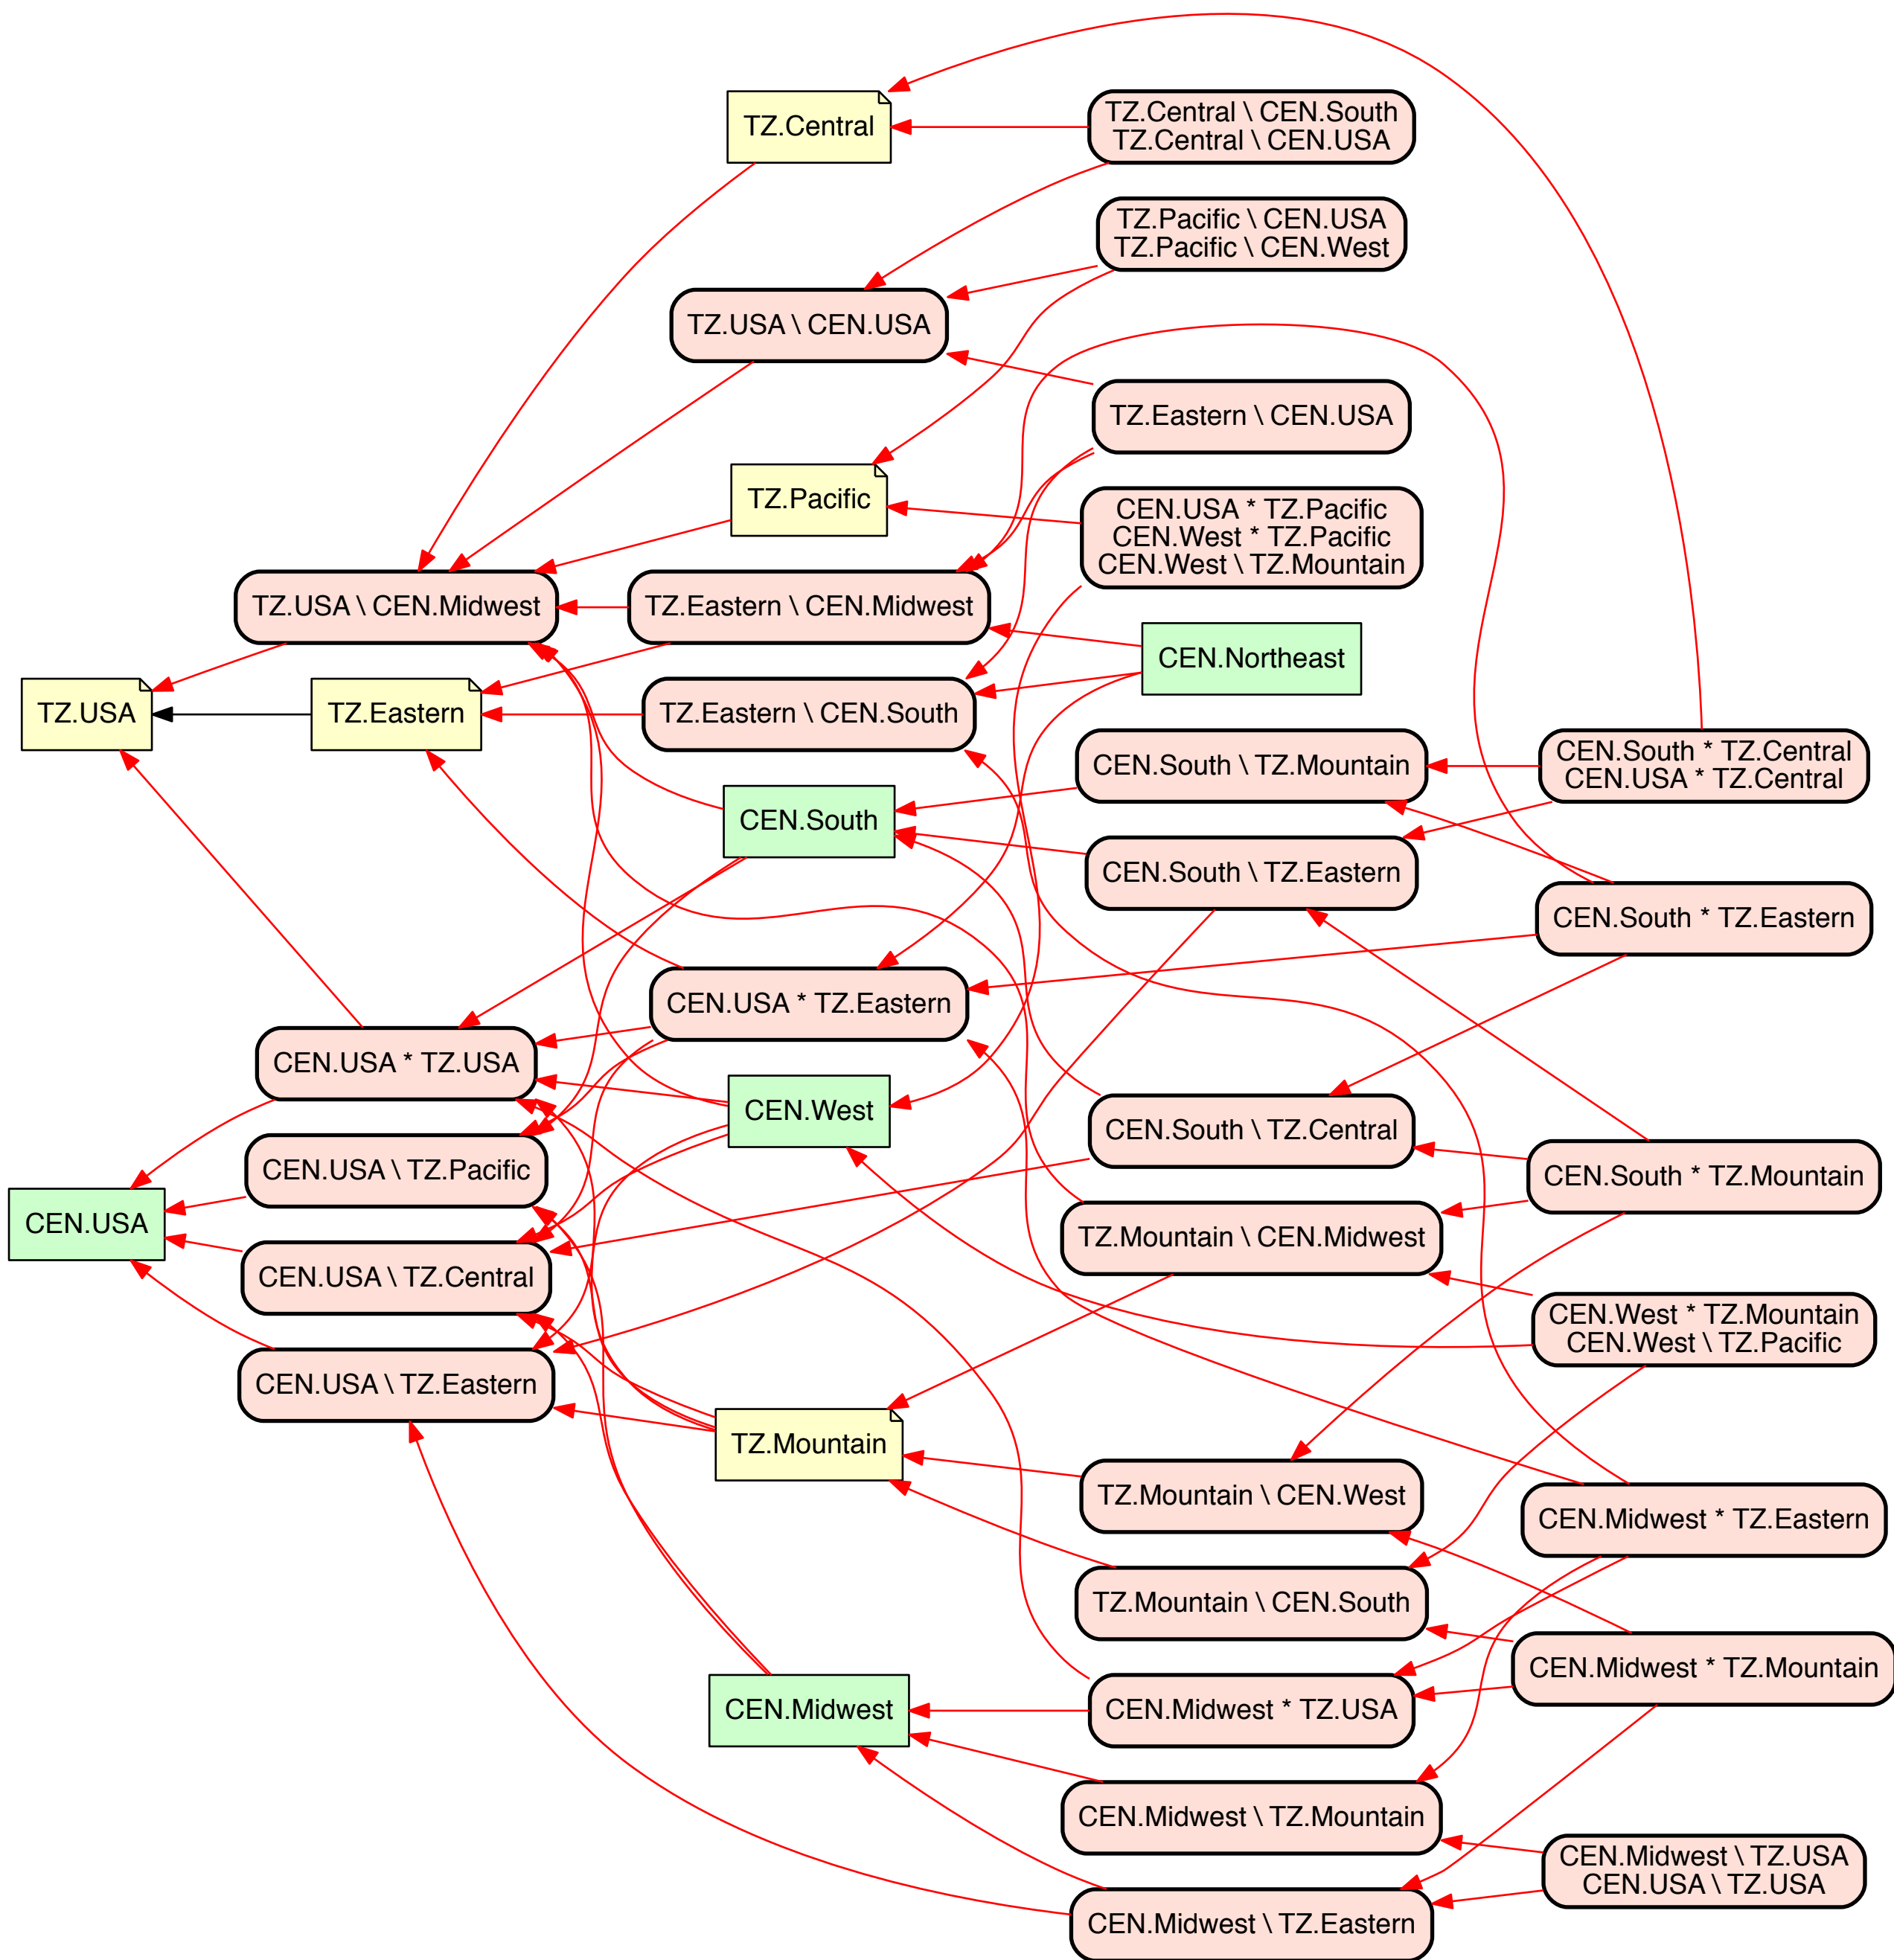 TZ.Central
TZ.Central \ CEN.South
TZ.Central \ CEN.USA
TZ.Pacific \ CEN.USA
TZ.Pacific \ CEN.West
TZ.USA \ CEN.USA
TZ.Eastern \ CEN.USA
TZ.Pacific
CEN.USA * TZ.Pacific
CEN.West * TZ.Pacific
CEN.West \ TZ.Mountain
TZ.USA \ CEN.Midwest
TZ.Eastern \ CEN.Midwest
CEN.Northeast
TZ.USA
TZ.Eastern
TZ.Eastern \ CEN.South
CEN.South \ TZ.Mountain
CEN.South * TZ.Central
CEN.USA * TZ.Central
CEN.South
CEN.South \ TZ.Eastern
CEN.South * TZ.Eastern
CEN.USA * TZ.Eastern
CEN.USA * TZ.USA
CEN.West
CEN.South \ TZ.Central
CEN.USA \ TZ.Pacific
CEN.South * TZ.Mountain
CEN.USA
TZ.Mountain \ CEN.Midwest
CEN.USA \ TZ.Central
CEN.West * TZ.Mountain
CEN.West \ TZ.Pacific
CEN.USA \ TZ.Eastern
TZ.Mountain
TZ.Mountain \ CEN.West
CEN.Midwest * TZ.Eastern
TZ.Mountain \ CEN.South
CEN.Midwest * TZ.Mountain
CEN.Midwest
CEN.Midwest * TZ.USA
CEN.Midwest \ TZ.Mountain
CEN.Midwest \ TZ.USA
CEN.USA \ TZ.USA
CEN.Midwest \ TZ.Eastern